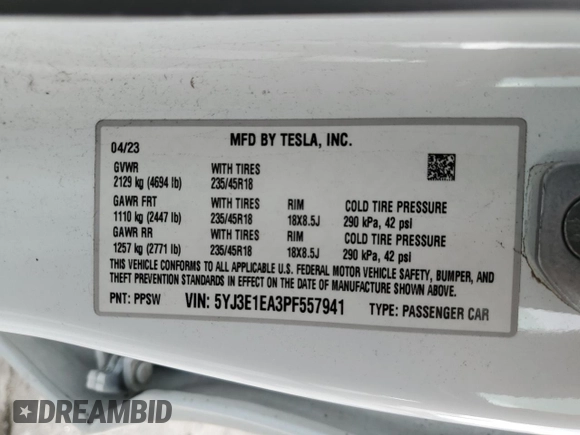 MFD BY TESLA, INC.
04/23
GVWR WITH TIRES
2129 kg (4694 lb) 235/45R18
GAWR FRT WITH TIRES RIM COLD TIRE PRESSURE
1110 kg (2447 lb) 235/45R18 18X8.5J 290 kPa, 42 psi
GAWR RR WITH TIRES RIM COLD TIRE PRESSURE
1257 kg (2771 lb) 235/45R18 18X8.5J 290 kPa, 42 psi
THIS VEHICLE CONFORMS TO ALL APPLICABLE U.S. FEDERAL MOTOR VEHICLE SAFETY, BUMPER, AND
THEFT PREVENTION STANDARDS IN EFFECT ON THE DATE OF MANUFACTURE SHOWN ABOVE.
PNT: PPSW VIN: 5YJ3E1EA3PF557941 TYPE: PASSENGER CAR
DREAMBID